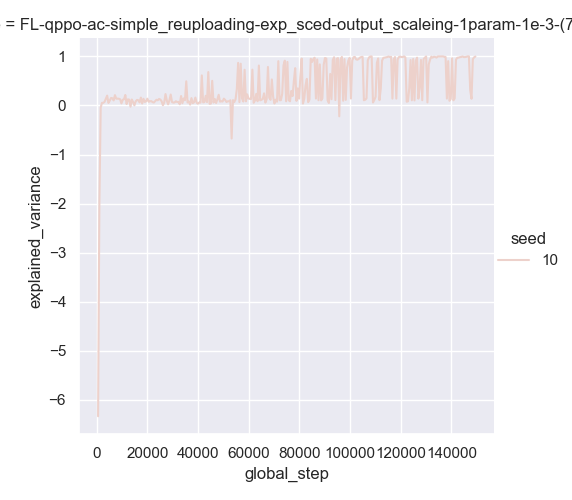 = FL-qppo-ac-simple_reuploading-exp_sced-output_scaleing-1param-1e-3-(7
1
0
−1
−2
−3
−4
−5
−6
explained_variance
0 20000 40000 60000 80000 100000 120000 140000
global_step
seed
10